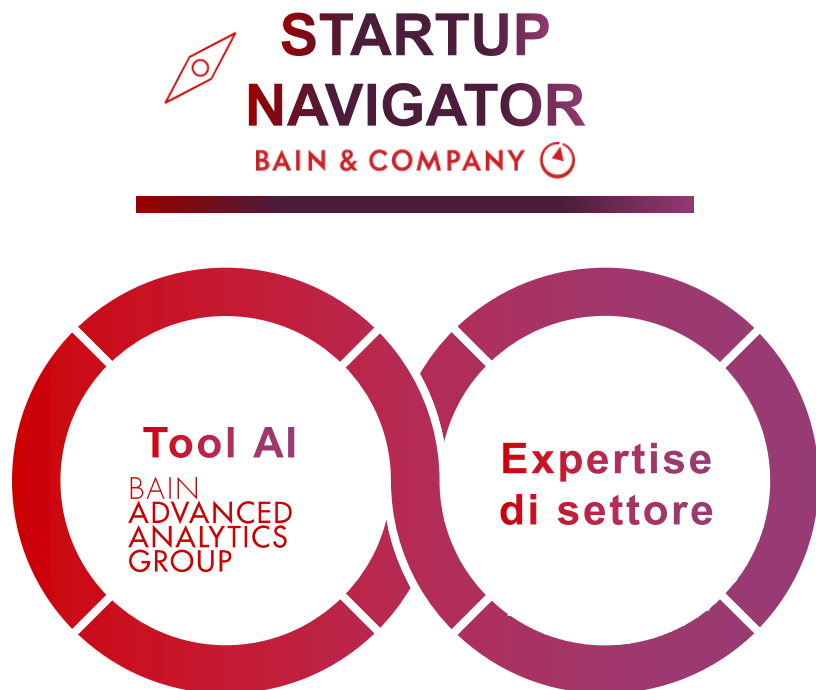 STARTUP
NAVIGATOR
BAIN & COMPANY
Tool AI
BAIN
ADVANCED
ANALYTICS
GROUP
Expertise
di settore